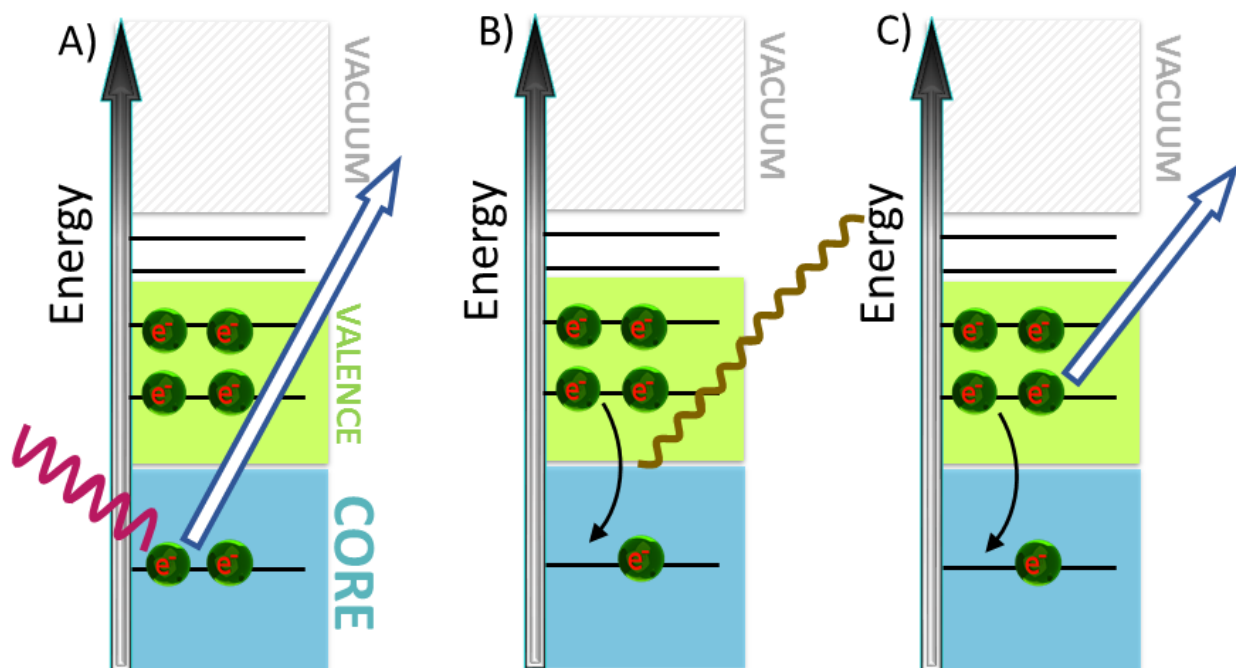 A)
VACUUM
Energy
VALENCE
e-
e-
e-
e-
CORE
e-
e-
B)
VACUUM
Energy
e-
e-
e-
e-
e-
C)
VACUUM
Energy
e-
e-
e-
e-
e-